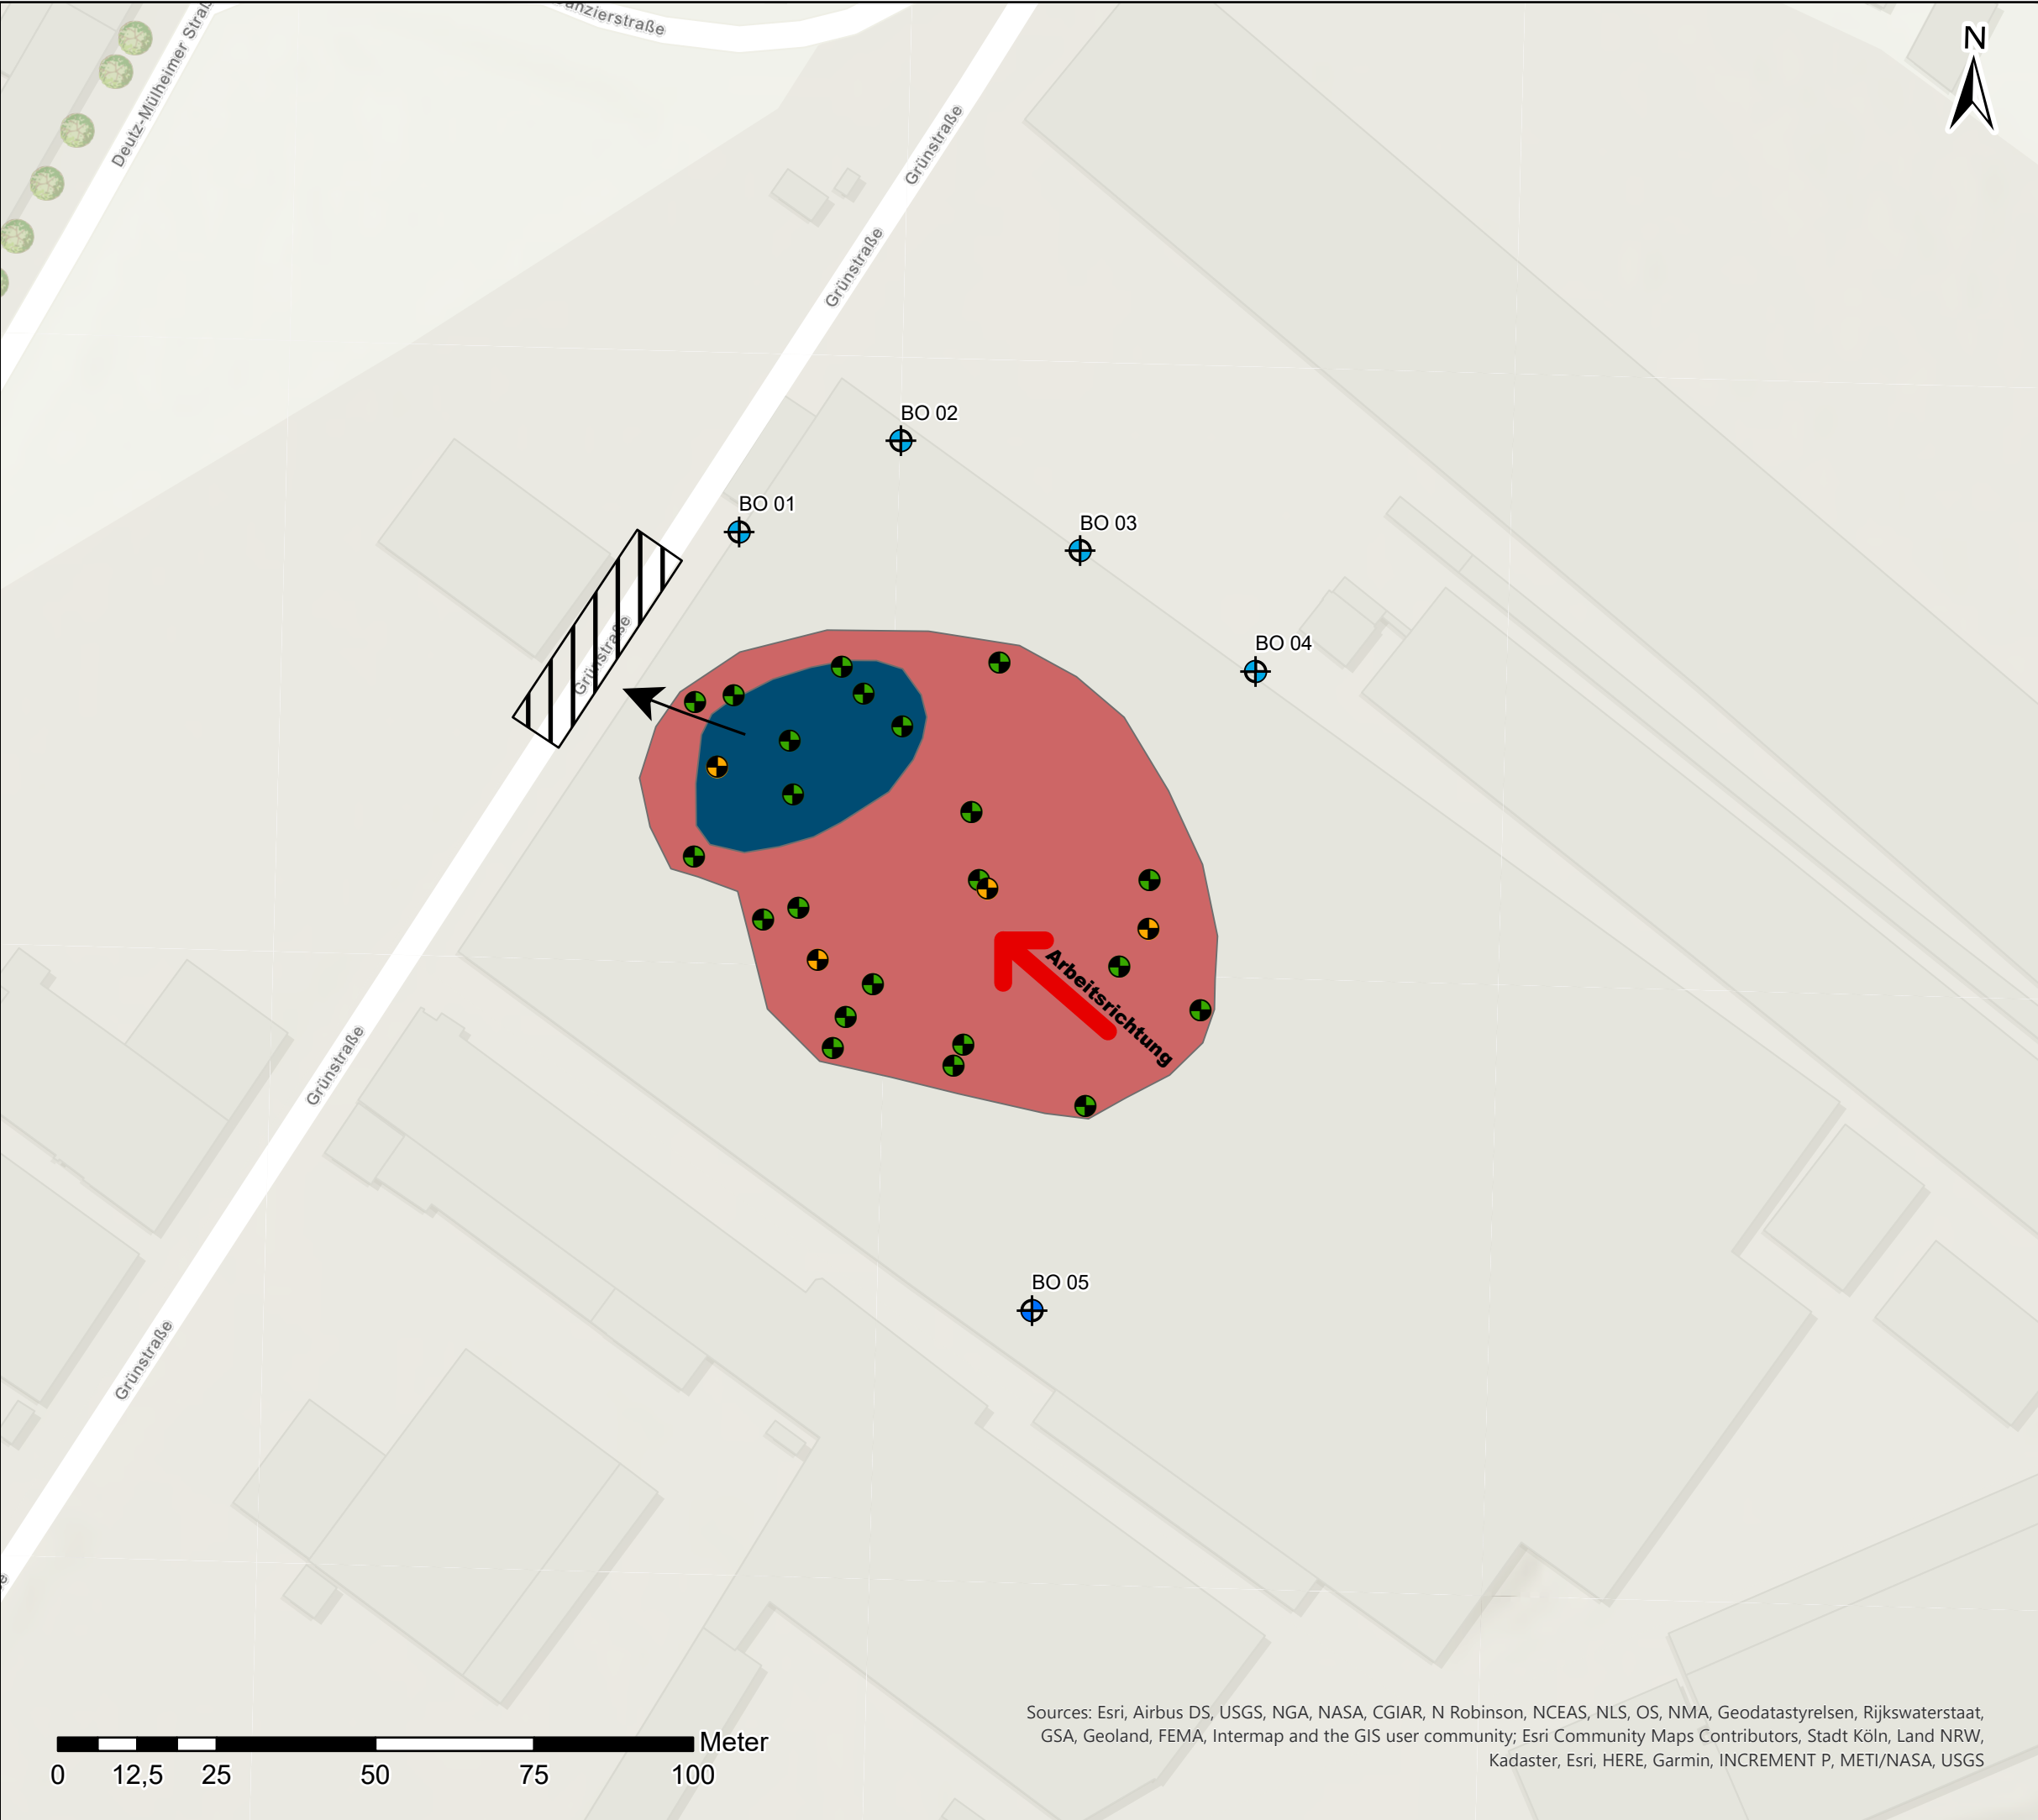 N
Deutz-Mülheimer Straß
anzierstraße
Grünstraße
Grünstraße
BO 02
BO 01
BO 03
Grünstraße
BO 04
Arbeitsrichtung
Grünstraße
BO 05
Grünstraße
Sources: Esri, Airbus DS, USGS, NGA, NASA, CGIAR, N Robinson, NCEAS, NLS, OS, NMA, Geodatastyrelsen, Rijkswaterstaat,
GSA, Geoland, FEMA, Intermap and the GIS user community; Esri Community Maps Contributors, Stadt Köln, Land NRW,
Kadaster, Esri, HERE, Garmin, INCREMENT P, METI/NASA, USGS
Meter
0 12,5 25 50 75 100